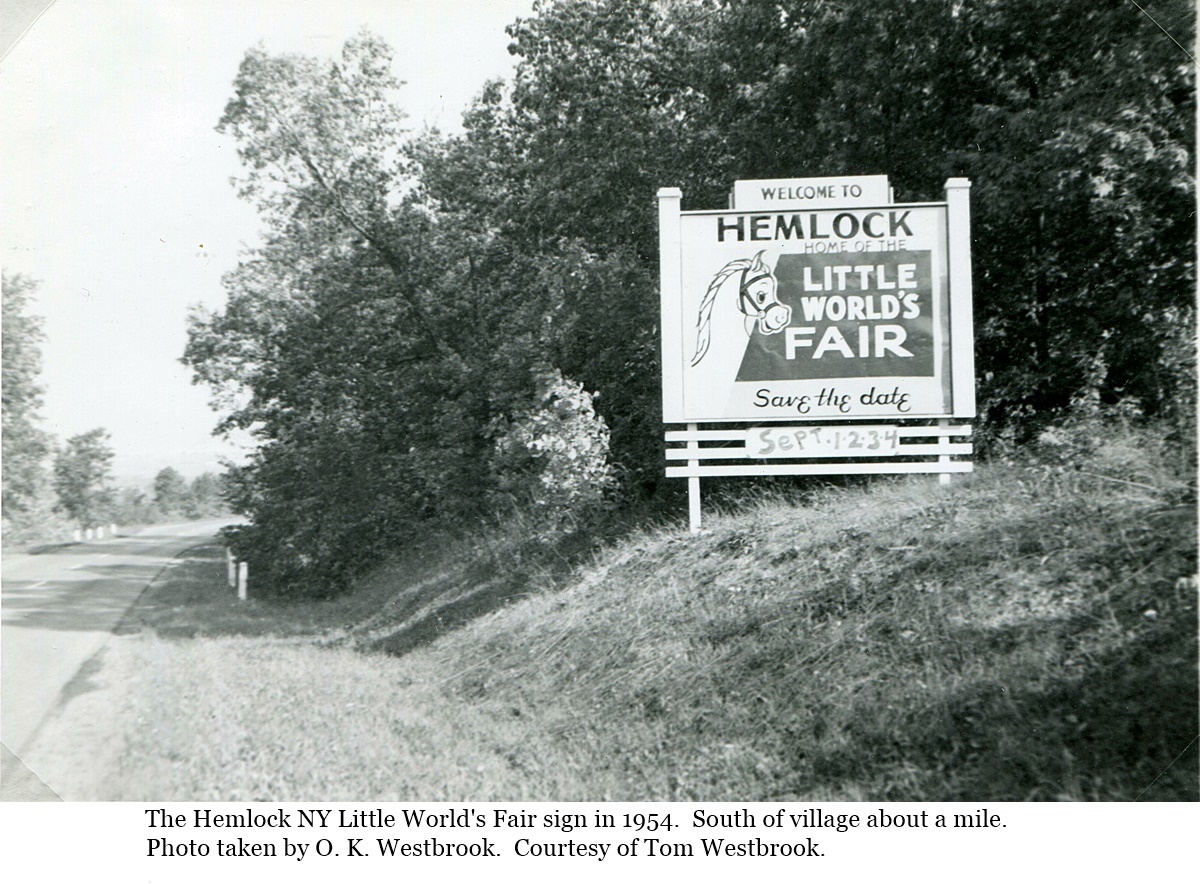 WELCOME TO
HEMLOCK
HOME OF THE
LITTLE
WORLD'S
FAIR
Save the date
SEPT. 1-2-3-4
The Hemlock NY Little World's Fair sign in 1954.  South of village about a mile.
Photo taken by O. K. Westbrook.  Courtesy of Tom Westbrook.